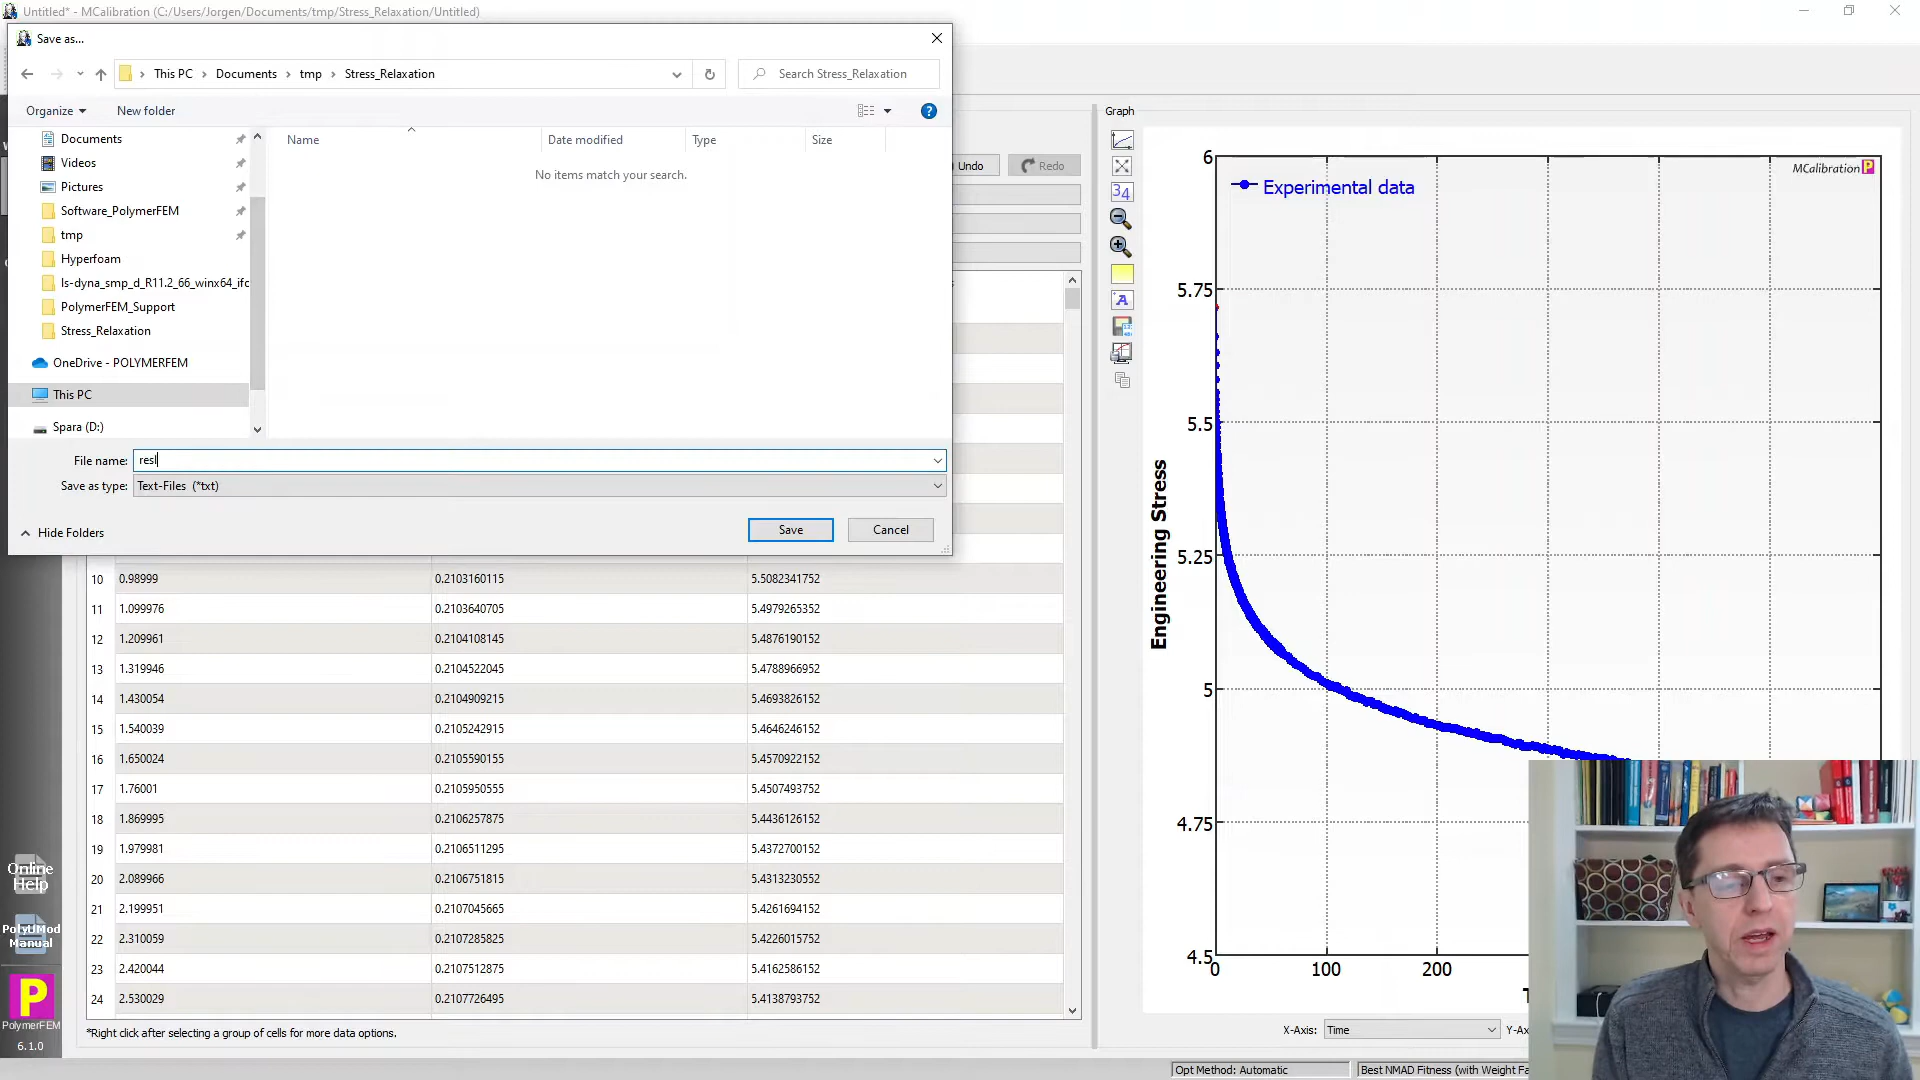 Untitled* - MCalibration (C:/Users/Jorgen/Documents/tmp/Stress_Relaxation/Untitled)
Save as...
This PC > Documents > tmp > Stress_Relaxation
Search Stress_Relaxation
Organize
New folder
Documents
Videos
Pictures
Software_PolymerFEM
tmp
Hyperfoam
ls-dyna_smp_d_R11.2_66_winx64_ifc
PolymerFEM_Support
Stress_Relaxation
OneDrive - POLYMERFEM
This PC
Spara (D:)
Name Date modified Type Size
No items match your search.
File name: resl
Save as type: Text-Files (*txt)
Hide Folders
Save
Cancel
Undo
Redo
10 0.98999 0.2103160115 5.5082341752
11 1.099976 0.2103640705 5.4979265352
12 1.209961 0.2104108145 5.4876190152
13 1.319946 0.2104522045 5.4788966952
14 1.430054 0.2104909215 5.4693826152
15 1.540039 0.2105242915 5.4646246152
16 1.650024 0.2105590155 5.4570922152
17 1.76001 0.2105950555 5.4507493752
18 1.869995 0.2106257875 5.4436126152
19 1.979981 0.2106511295 5.4372700152
20 2.089966 0.2106751815 5.4313230552
21 2.199951 0.2107045665 5.4261694152
22 2.310059 0.2107285825 5.4226015752
23 2.420044 0.2107512875 5.4162586152
24 2.530029 0.2107726495 5.4138793752
*Right click after selecting a group of cells for more data options.
Online
Help
PolyUMod
Manual
P
PolymerFEM
6.1.0
Graph
34
A
MCalibration P
Experimental data
Engineering Stress
6
5.75
5.5
5.25
5
4.75
4.5
0 100 200
T
X-Axis: Time
Y-Ax
Opt Method: Automatic
Best NMAD Fitness (with Weight Fa